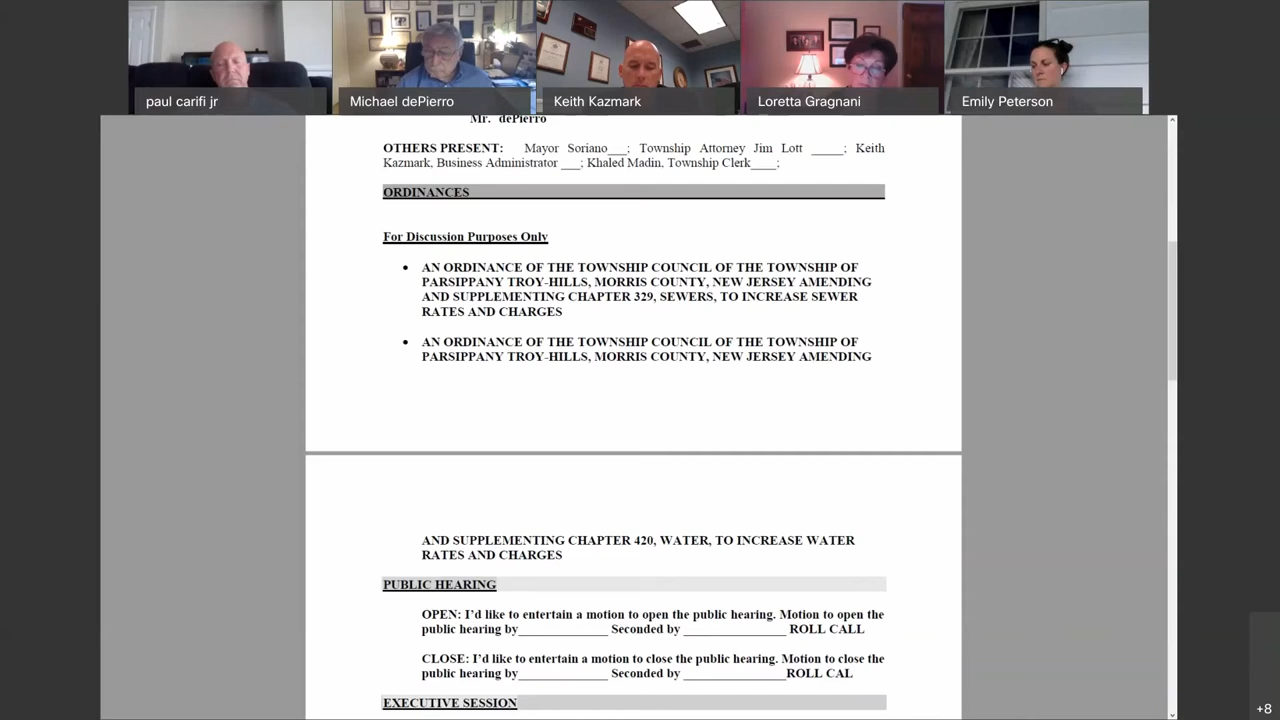 paul carifi jr
Michael dePierro
Keith Kazmark
Loretta Gragnani
Emily Peterson
Mr. dePierro
OTHERS PRESENT: Mayor Soriano___; Township Attorney Jim Lott _____; Keith
Kazmark, Business Administrator ___; Khaled Madin, Township Clerk____;
ORDINANCES
For Discussion Purposes Only
• AN ORDINANCE OF THE TOWNSHIP COUNCIL OF THE TOWNSHIP OF
PARSIPPANY TROY-HILLS, MORRIS COUNTY, NEW JERSEY AMENDING
AND SUPPLEMENTING CHAPTER 329, SEWERS, TO INCREASE SEWER
RATES AND CHARGES
• AN ORDINANCE OF THE TOWNSHIP COUNCIL OF THE TOWNSHIP OF
PARSIPPANY TROY-HILLS, MORRIS COUNTY, NEW JERSEY AMENDING
AND SUPPLEMENTING CHAPTER 420, WATER, TO INCREASE WATER
RATES AND CHARGES
PUBLIC HEARING
OPEN: I'd like to entertain a motion to open the public hearing. Motion to open the
public hearing by______________ Seconded by ________________ ROLL CALL
CLOSE: I'd like to entertain a motion to close the public hearing. Motion to close the
public hearing by______________ Seconded by ________________ROLL CAL
EXECUTIVE SESSION
+8